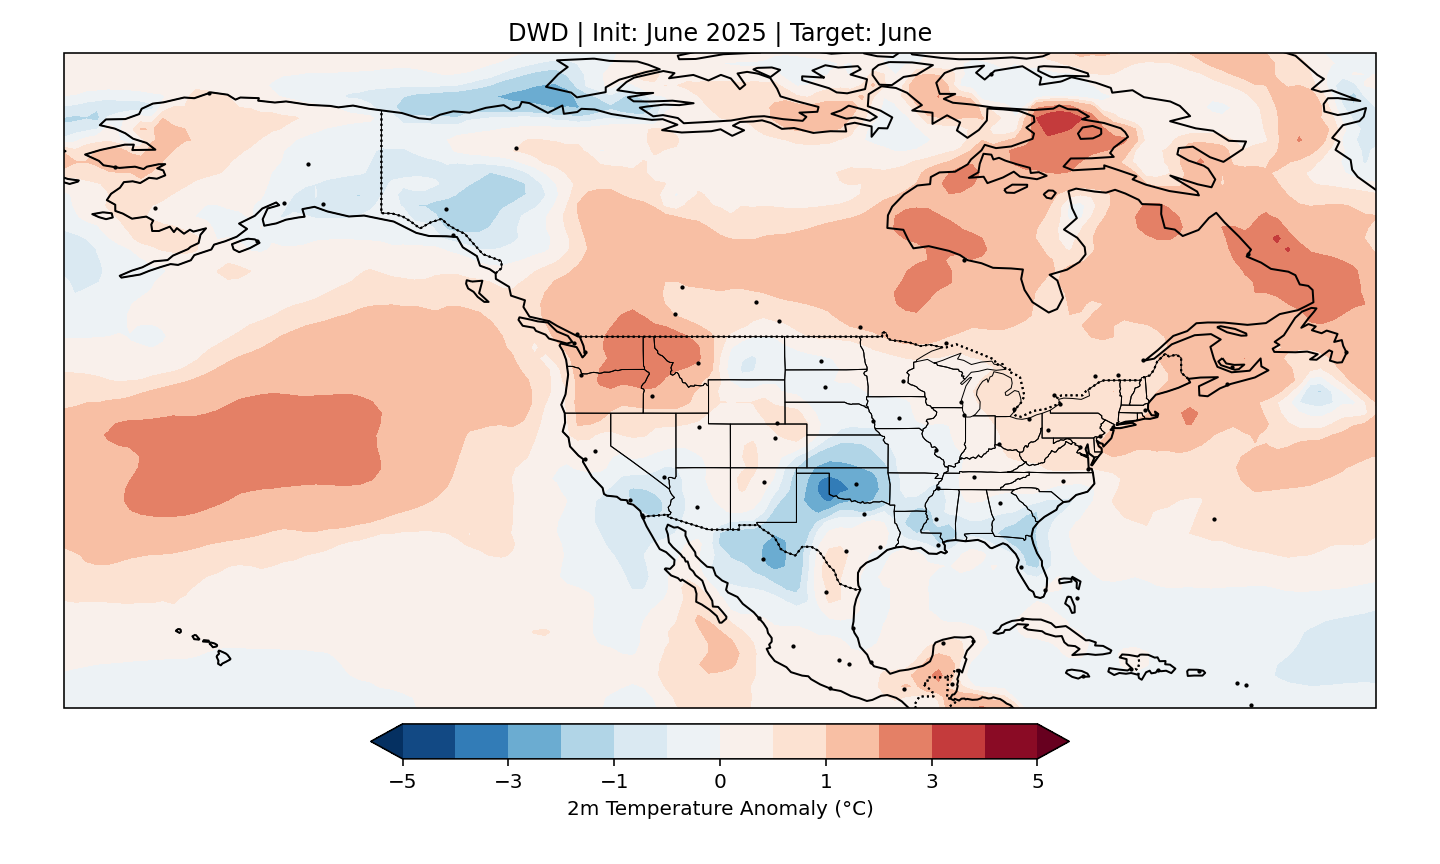 DWD | Init: June 2025 | Target: June
−5 −3 −1 0 1 3 5
2m Temperature Anomaly (°C)